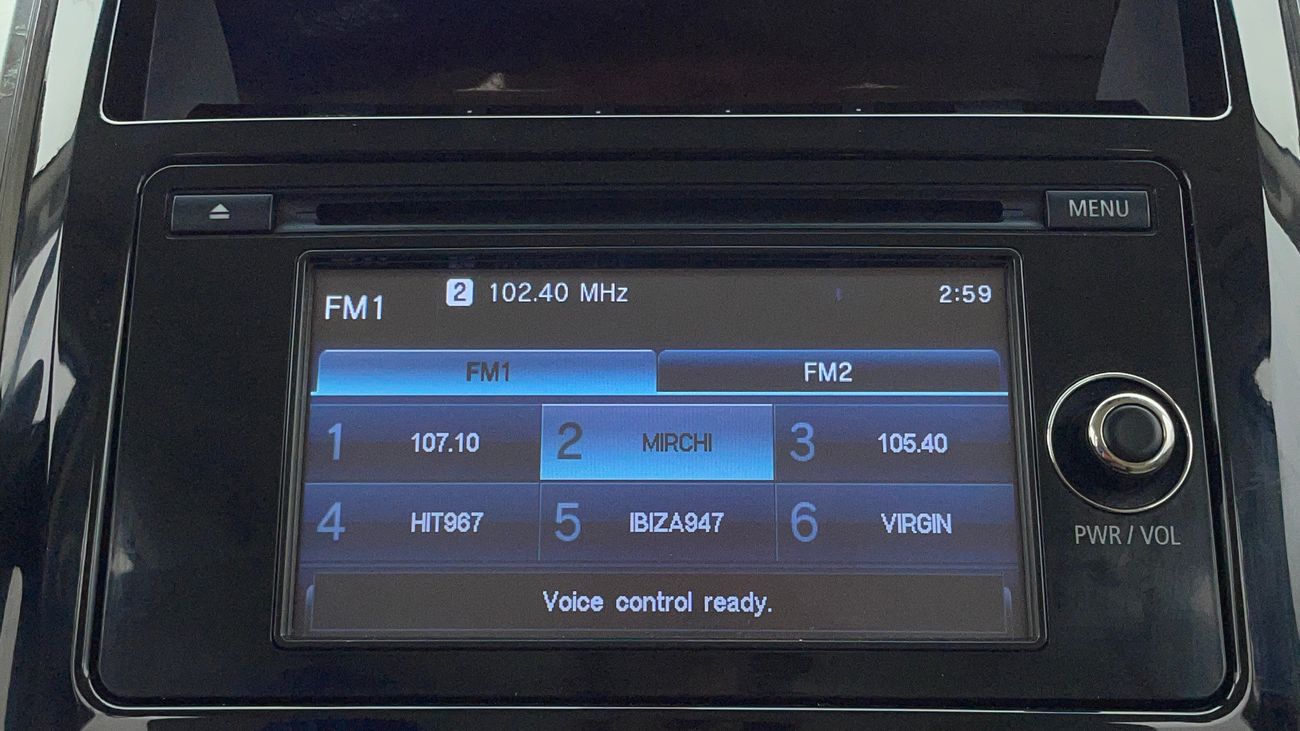 MENU
FM1 2 102.40 MHz 2:59
FM1 FM2
1 107.10 2 MIRCHI 3 105.40
4 HIT967 5 IBIZA947 6 VIRGIN
PWR / VOL
Voice control ready.